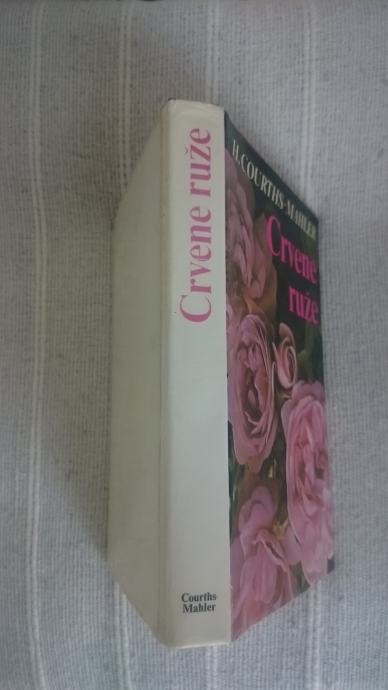 Crvene ruže
Courths-
Mahler
H. COURTHS-MAHLER
Crvene
ruže